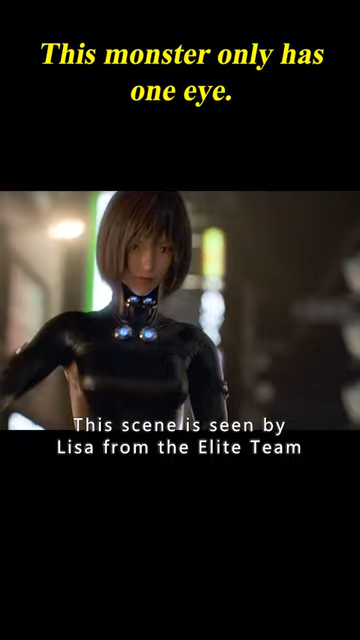 This monster only has
one eye.
This scene is seen by
Lisa from the Elite Team